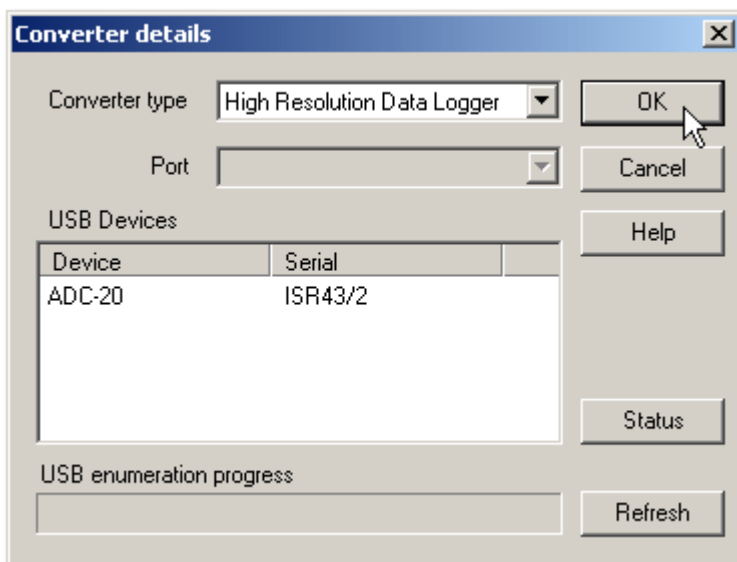 Converter details
Converter type High Resolution Data Logger OK
Port Cancel
USB Devices
Help
Device Serial
ADC-20 ISR43/2
Status
USB enumeration progress
Refresh